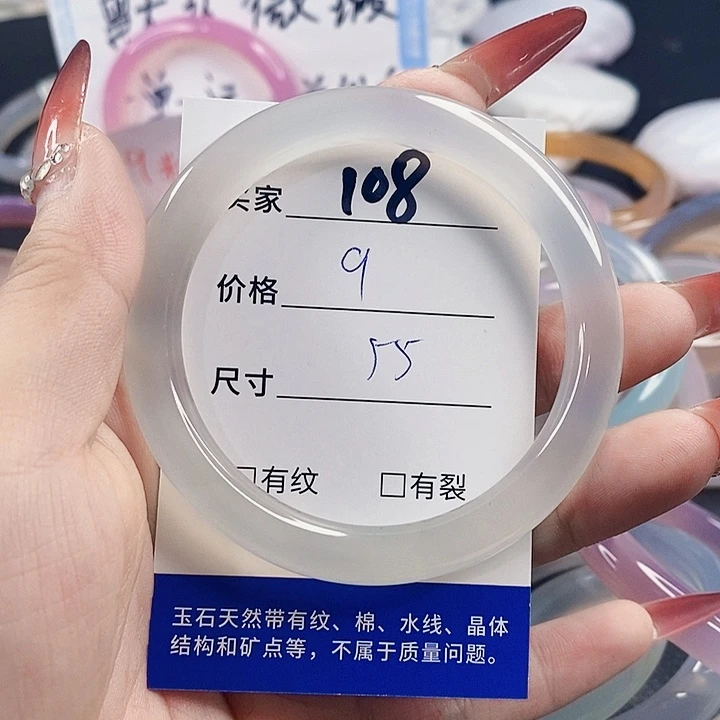 家 108
价格 9
尺寸 55
□有纹 □有裂
玉石天然带有纹、棉、水线、晶体
结构和矿点等，不属于质量问题。